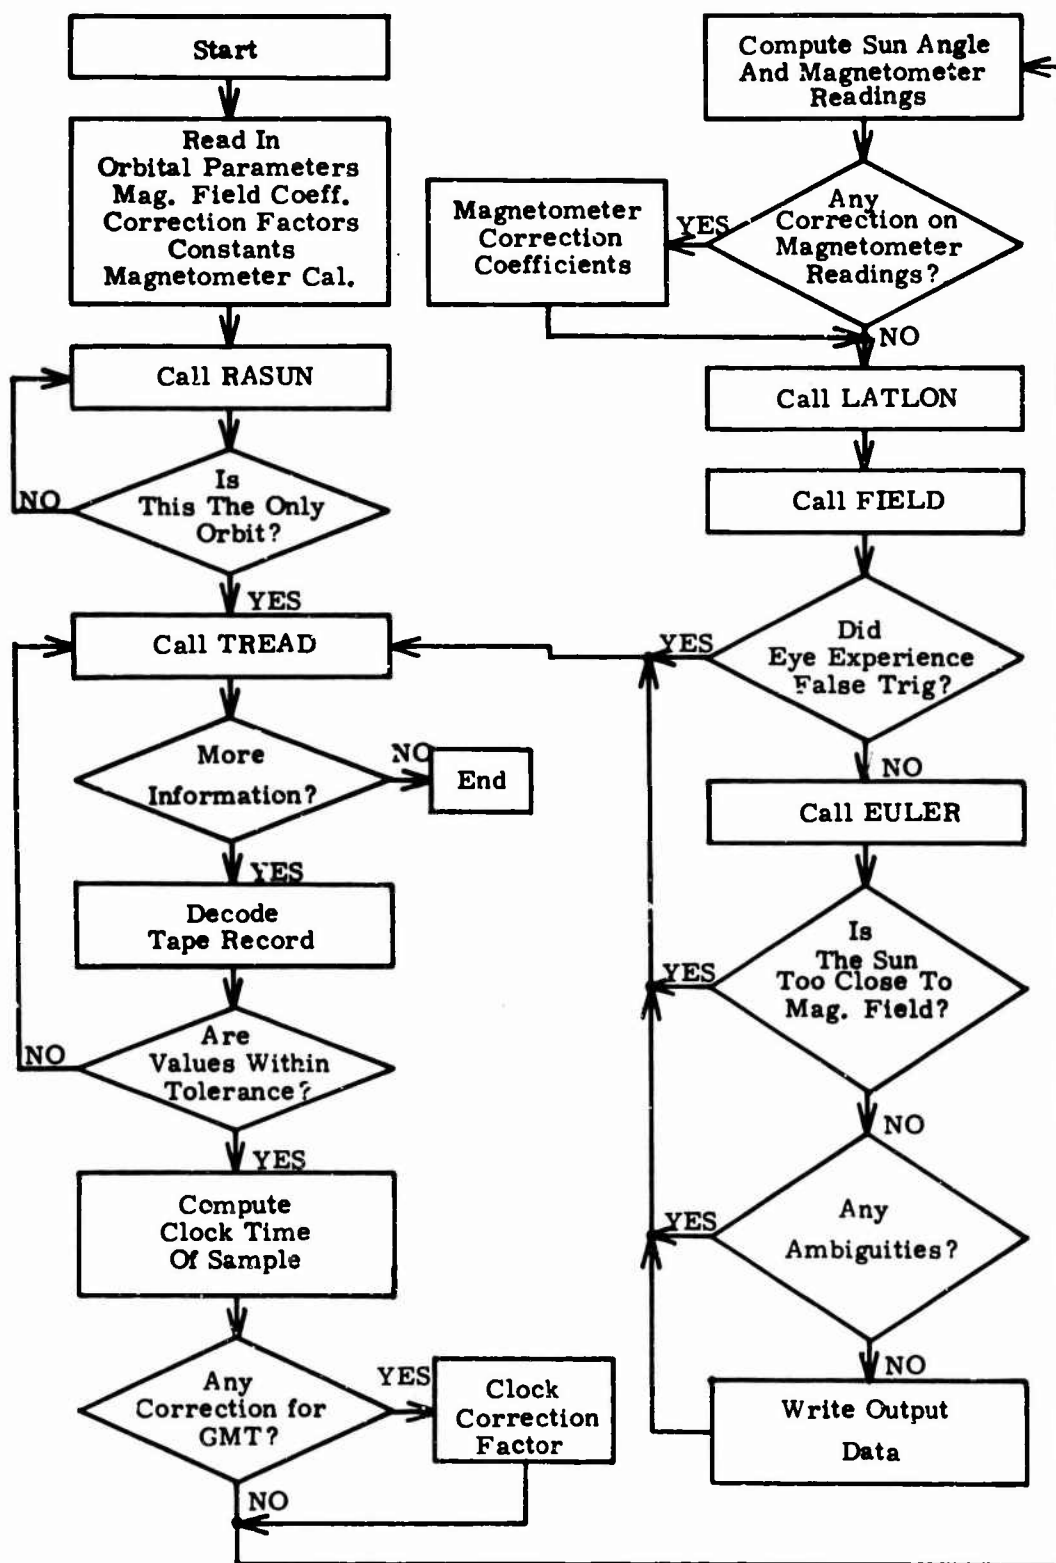 Start
Read In
Orbital Parameters
Mag. Field Coeff.
Correction Factors
Constants
Magnetometer Cal.
Call RASUN
Is
This The Only
Orbit?
NO
YES
Call TREAD
More
Information?
NO
End
YES
Decode
Tape Record
Are
Values Within
Tolerance?
NO
YES
Compute
Clock Time
Of Sample
Any
Correction for
GMT?
YES
Clock
Correction
Factor
NO
Compute Sun Angle
And Magnetometer
Readings
Any
Correction on
Magnetometer
Readings?
YES
Magnetometer
Correction
Coefficients
NO
Call LATLON
Call FIELD
Did
Eye Experience
False Trig?
YES
NO
Call EULER
Is
The Sun
Too Close To
Mag. Field?
YES
NO
Any
Ambiguities?
YES
NO
Write Output
Data